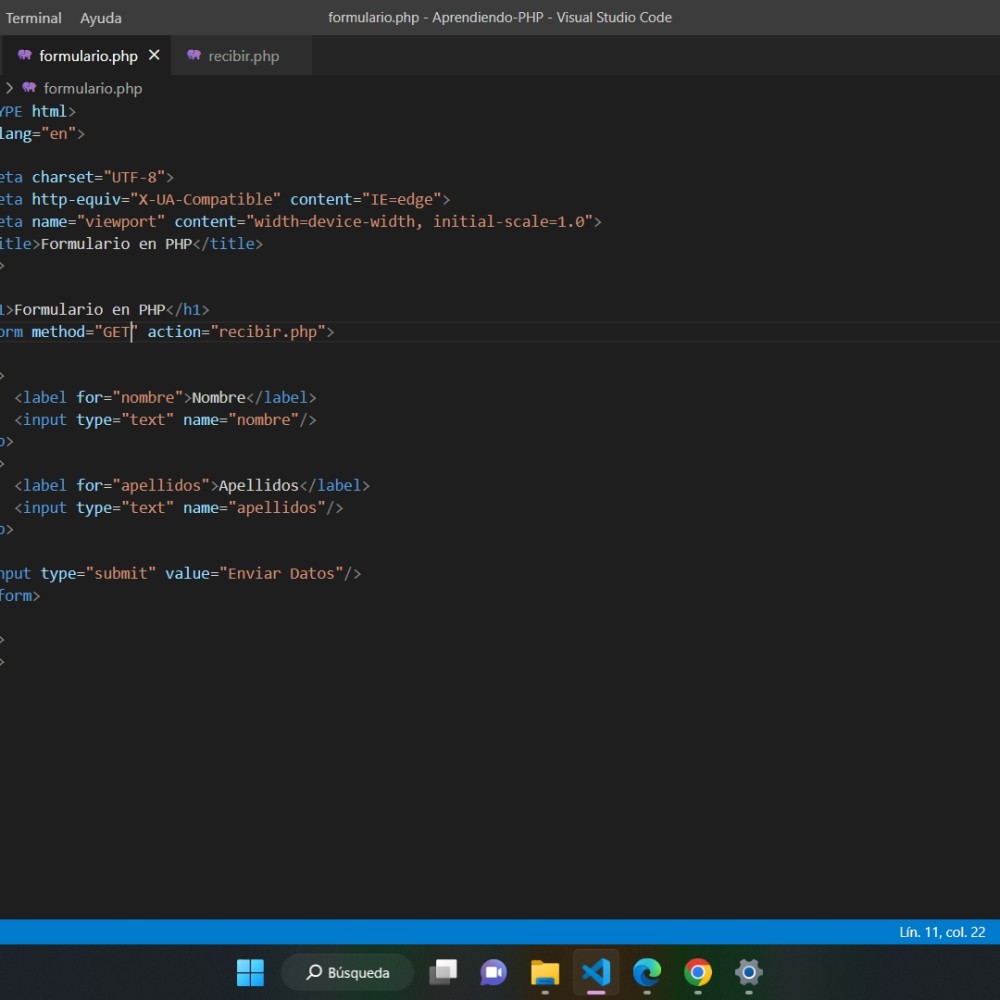 Terminal Ayuda formulario.php - Aprendiendo-PHP - Visual Studio Code
formulario.php recibir.php
> formulario.php
YPE html>
lang="en">
eta charset="UTF-8">
eta http-equiv="X-UA-Compatible" content="IE=edge">
eta name="viewport" content="width=device-width, initial-scale=1.0">
itle>Formulario en PHP</title>
>
1>Formulario en PHP</h1>
orm method="GET" action="recibir.php">
>
<label for="nombre">Nombre</label>
<input type="text" name="nombre"/>
p>
>
<label for="apellidos">Apellidos</label>
<input type="text" name="apellidos"/>
p>
nput type="submit" value="Enviar Datos"/>
form>
>
>
Lín. 11, col. 22
Búsqueda